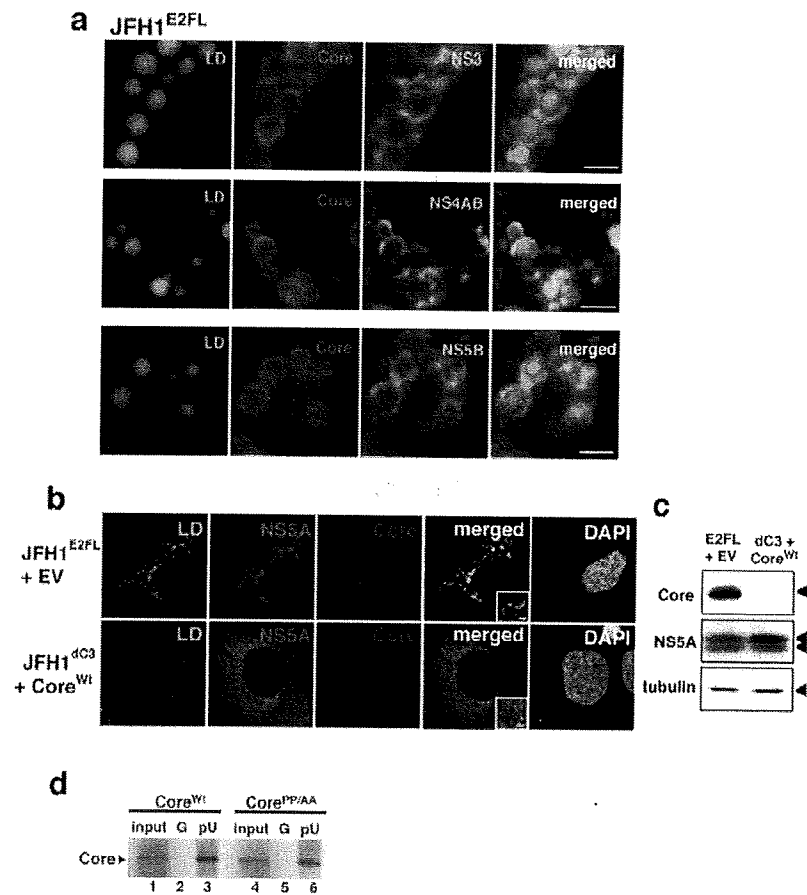 a
JFH1E2FL
LD Core NS3 merged
LD Core NS4AB merged
LD Core NS5B merged
b
JFH1E2FL
+ EV
LD NS5A Core merged DAPI
JFH1dC3
+ CoreWt
LD NS5A Core merged DAPI
c
E2FL
+ EV
dC3 +
CoreWt
Core
NS5A
tubulin
d
CoreWt CorePP/AA
input G pU input G pU
Core
1 2 3 4 5 6